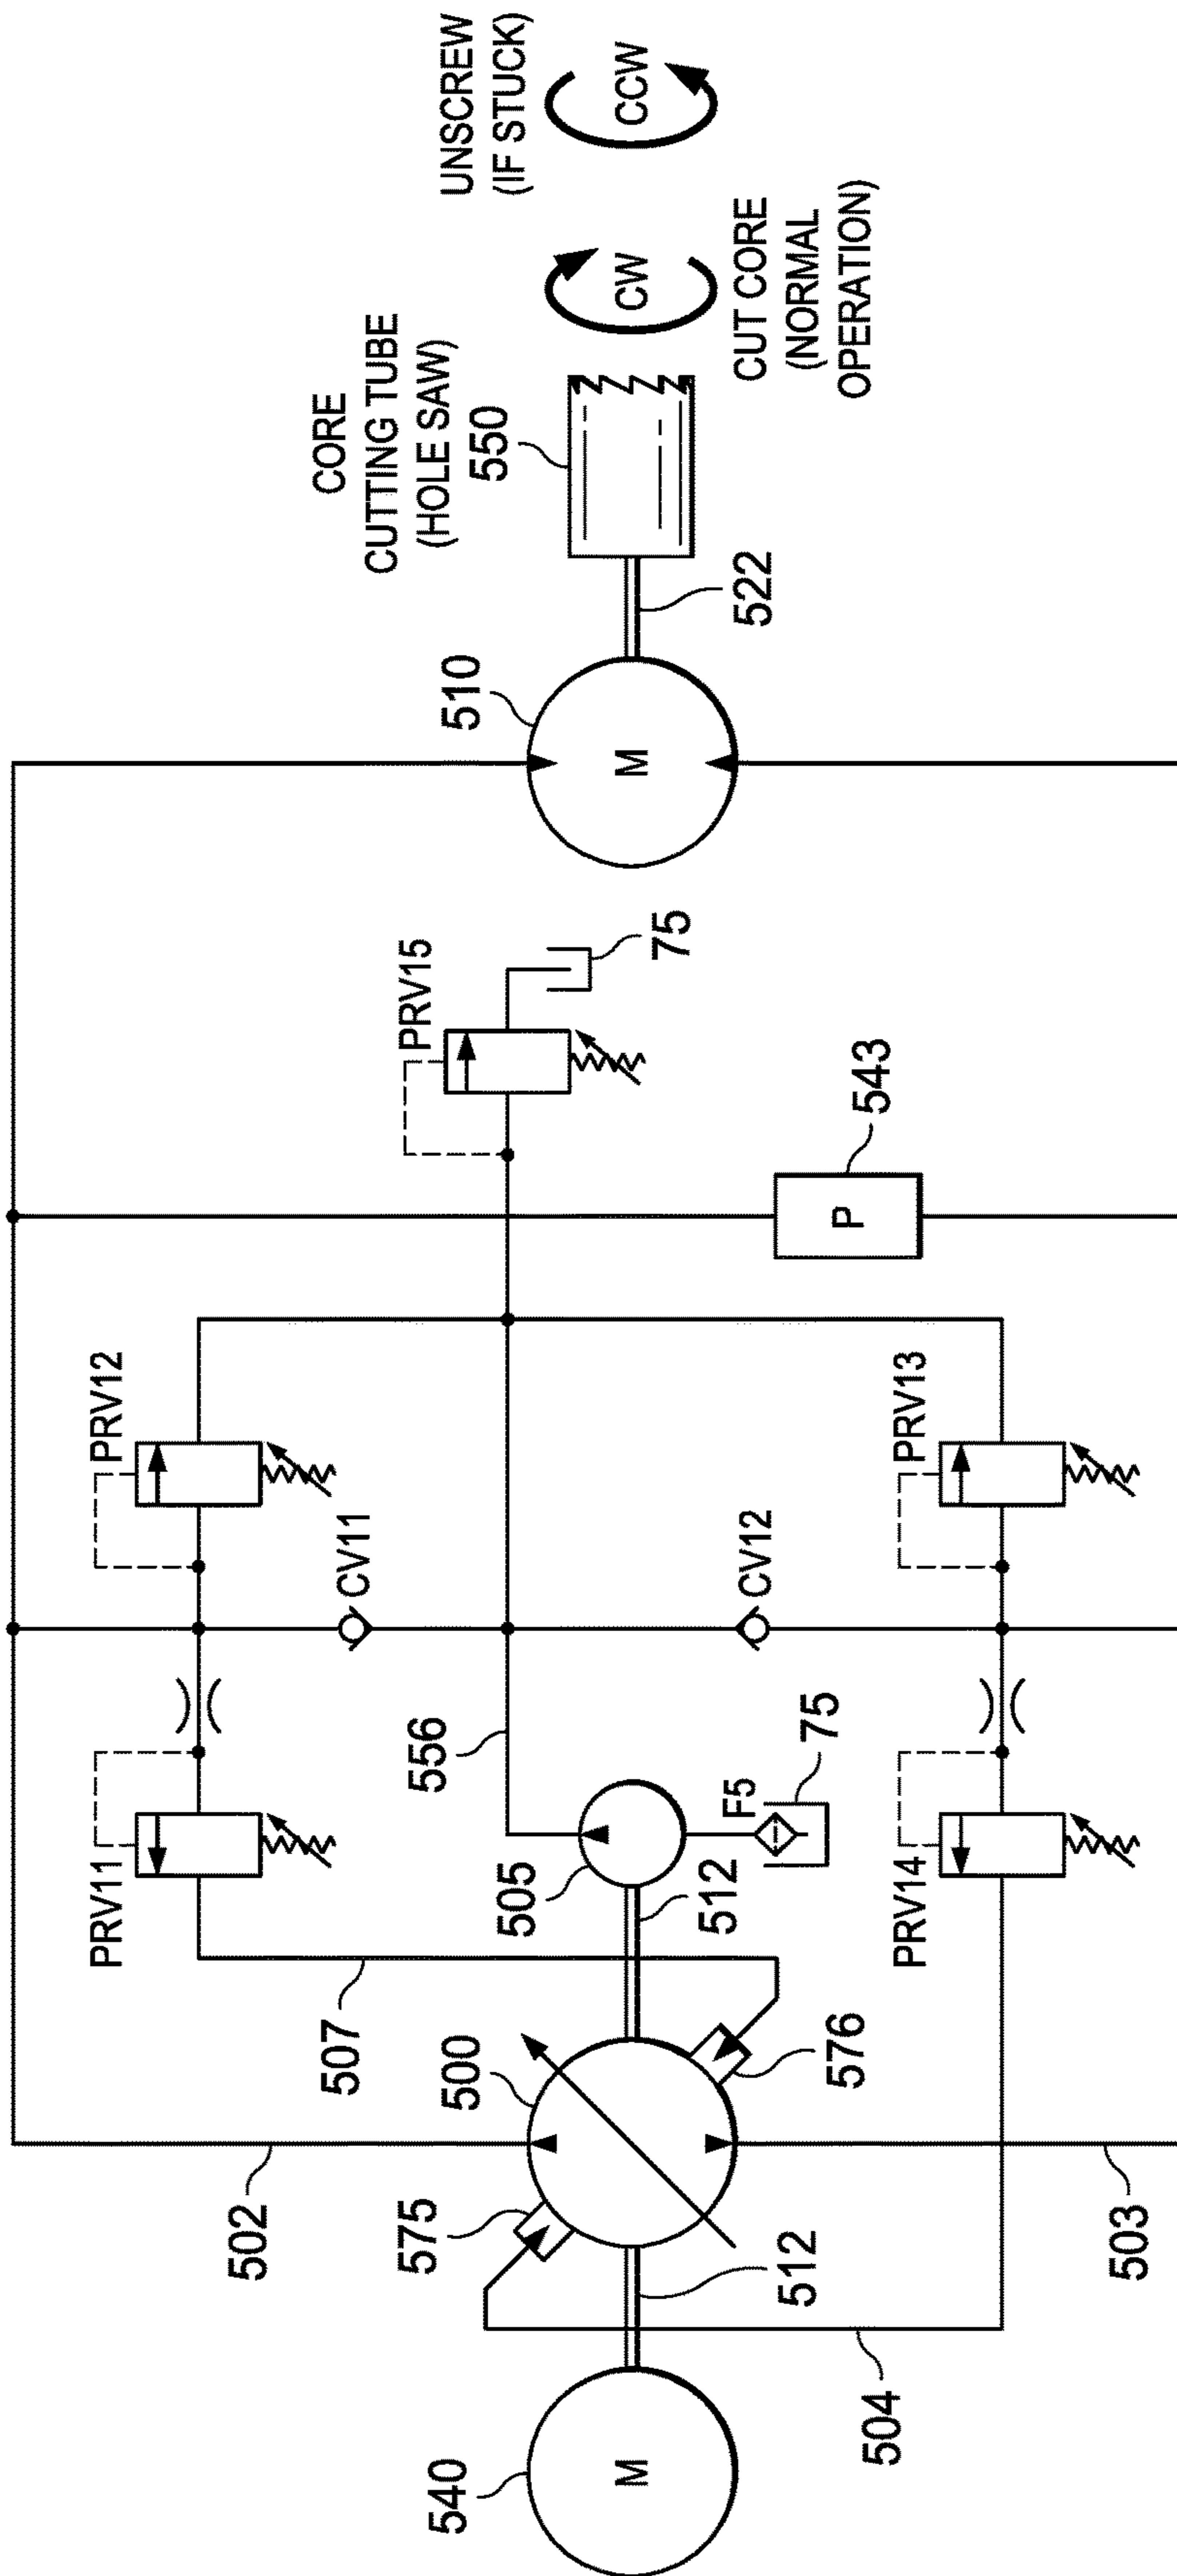 UNSCREW
(IF STUCK)
CCW
CW
CUT CORE
(NORMAL
OPERATION)
CORE
CUTTING TUBE
(HOLE SAW)
550
522
510
M
PRV15
75
543
P
PRV12
PRV13
CV11
CV12
556
75
F5
PRV11
505
512
PRV14
507
500
576
502
575
512
503
504
540
M